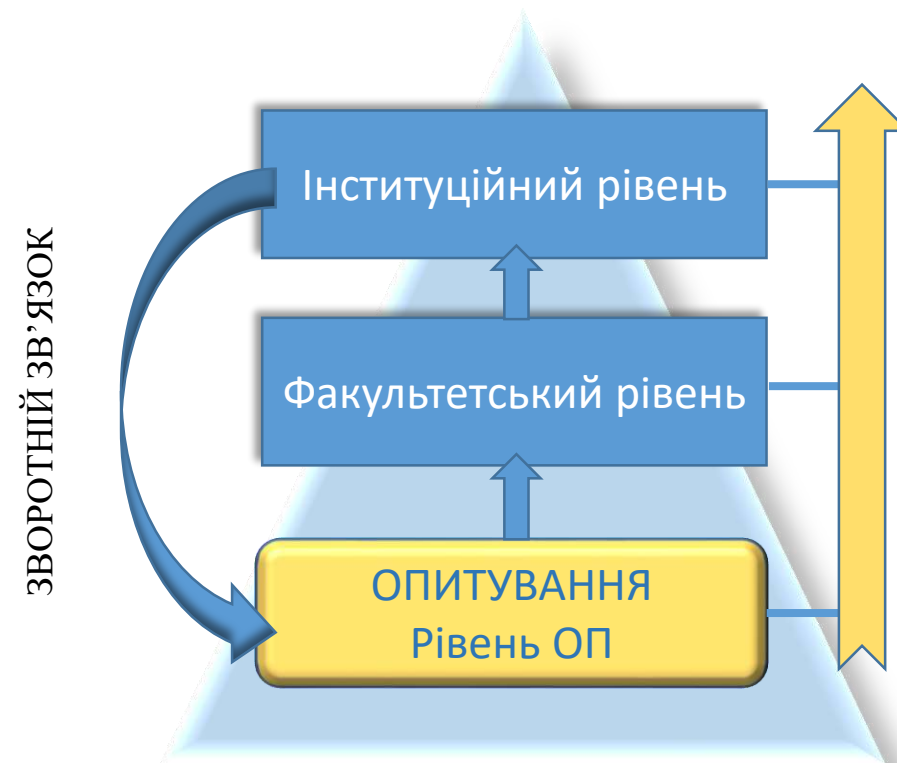 ЗВОРОТНІЙ ЗВ’ЯЗОК
Інституційний рівень
Факультетський рівень
ОПИТУВАННЯ
Рівень ОП